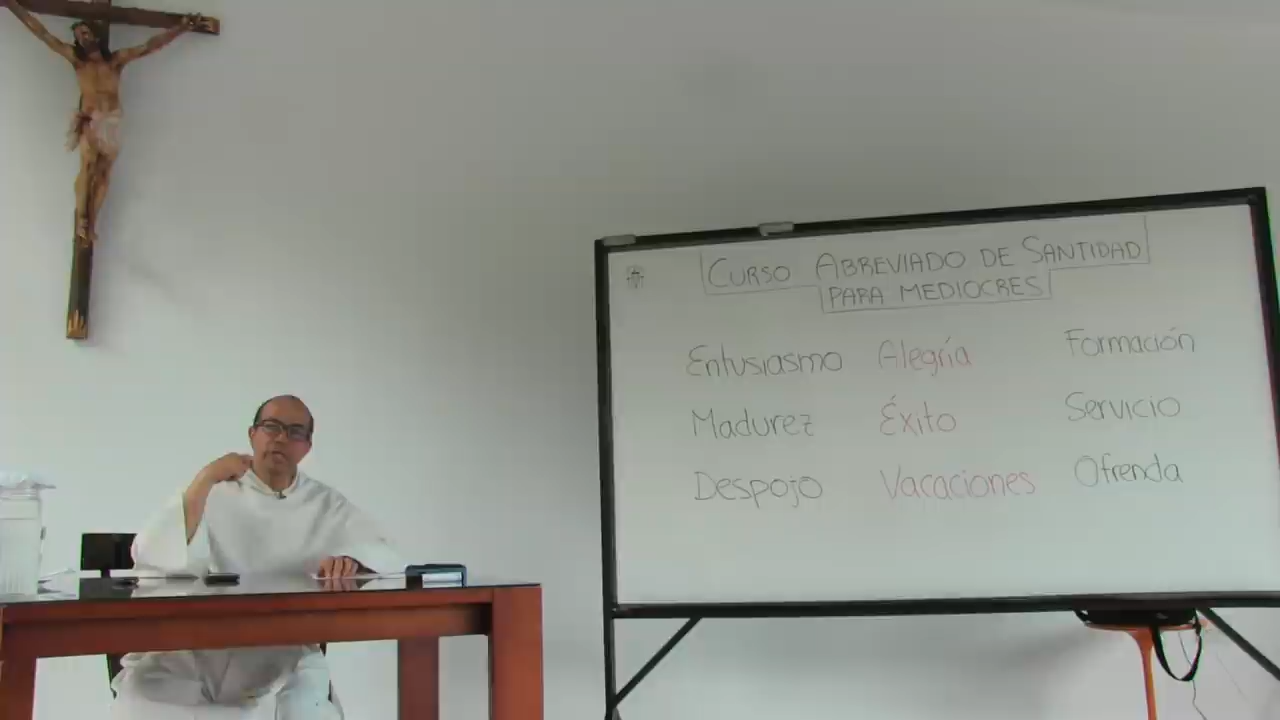 CURSO ABREVIADO DE SANTIDAD
PARA MEDIOCRES
Entusiasmo Alegría Formación
Madurez Éxito Servicio
Despojo Vacaciones Ofrenda